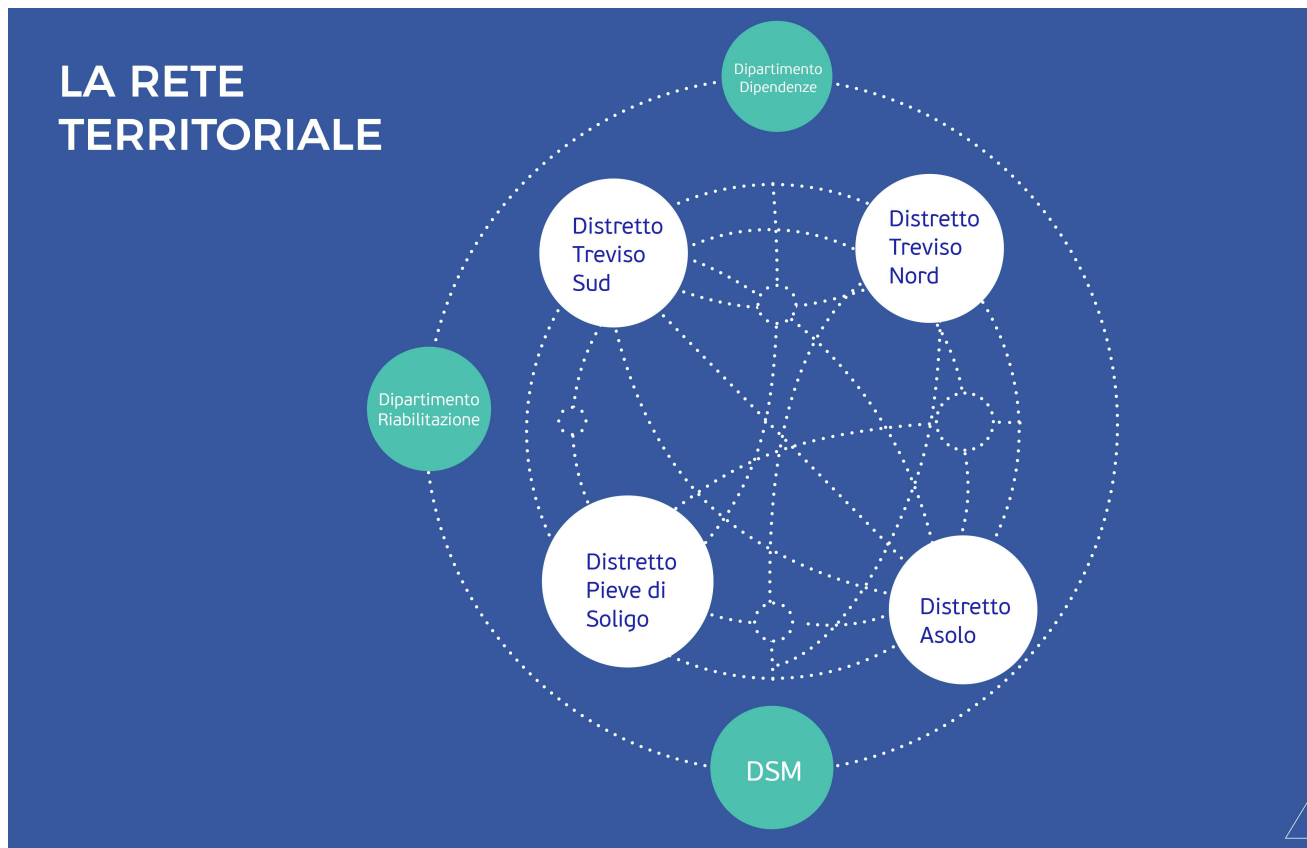 LA RETE
TERRITORIALE
Dipartimento
Dipendenze
Distretto
Treviso
Sud
Distretto
Treviso
Nord
Dipartimento
Riabilitazione
Distretto
Pieve di
Soligo
Distretto
Asolo
DSM